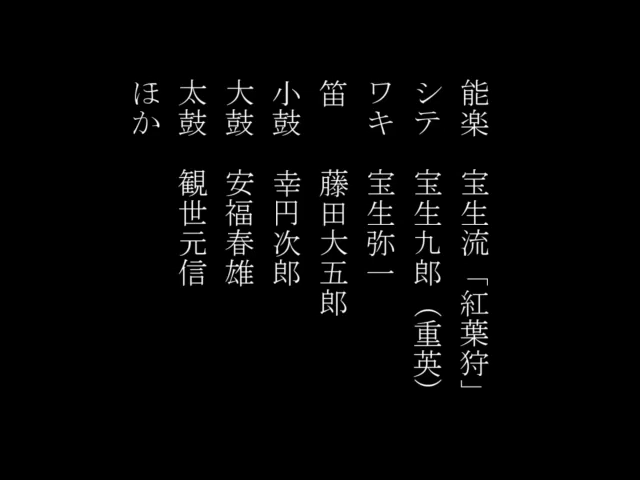 能楽　宝生流「紅葉狩」
シテ　宝生九郎（重英）
ワキ　宝生弥一
笛　藤田大五郎
小鼓　幸円次郎
大鼓　安福春雄
太鼓　観世元信
ほか